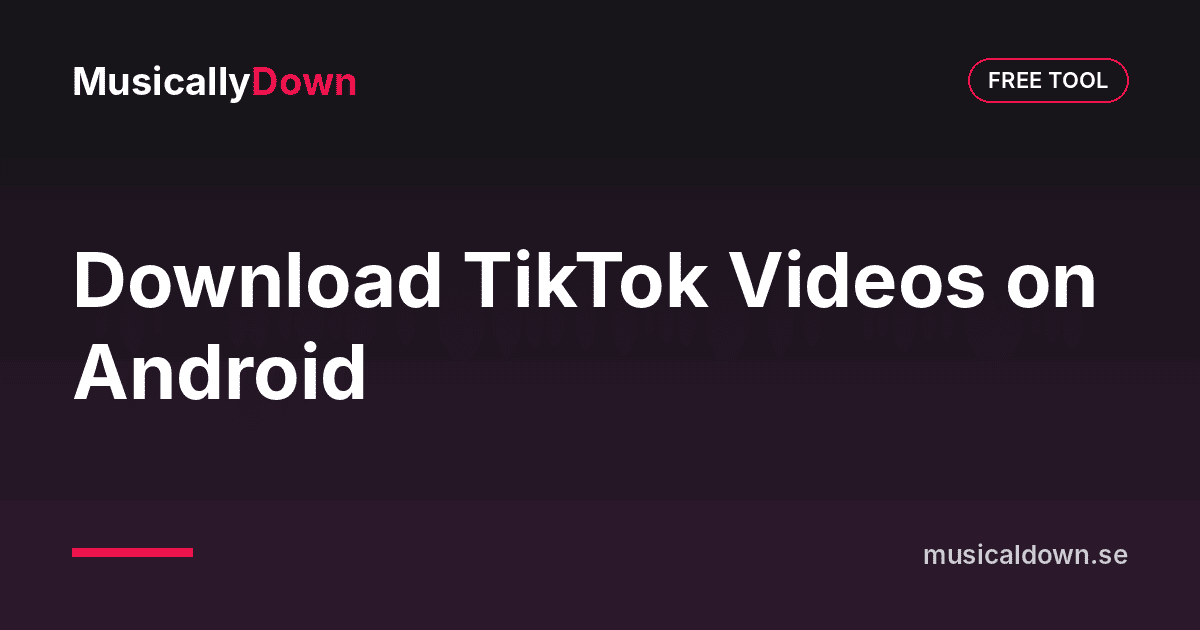 MusicallyDown
FREE TOOL
Download TikTok Videos on
Android
musicaldown.se